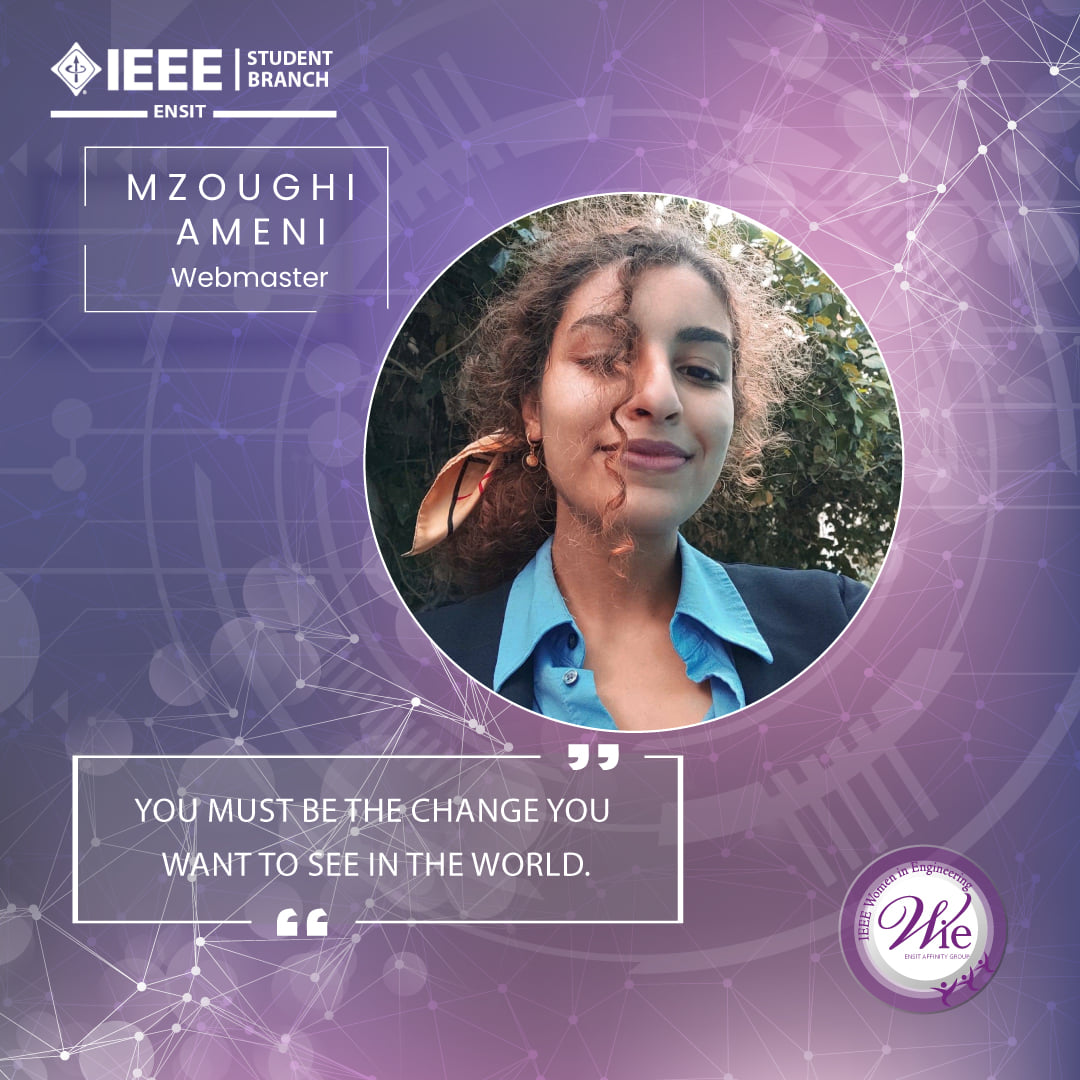 IEEE
STUDENT
BRANCH
ENSIT
MZOUGHI
AMENI
Webmaster
”
YOU MUST BE THE CHANGE YOU
WANT TO SEE IN THE WORLD.
“
IEEE Women in Engineering
Wie
ENSIT AFFINITY GROUP